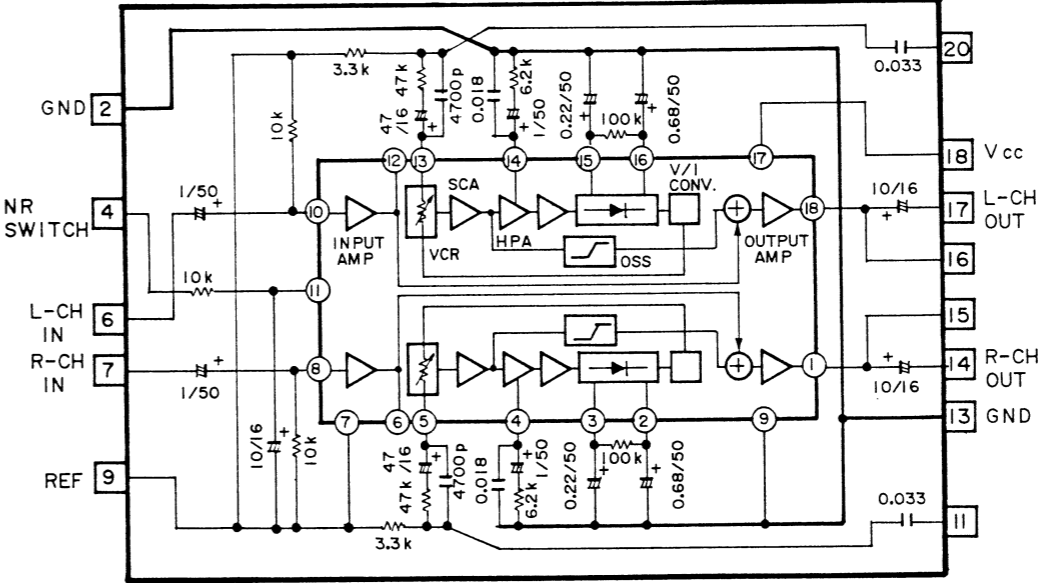 20
0.033
3.3k
GND 2
10k
47k
47
/16
4700p
0.018
6.2k
1/50
0.22/50
100k
0.68/50
12
13
14
15
16
17
18 Vcc
V/I
CONV.
1/50
SCA
10/16
NR
SWITCH
4
10
INPUT
AMP
VCR
HPA
OSS
OUTPUT
AMP
18
17 L-CH
OUT
16
10k
11
L-CH
IN
6
15
R-CH
IN
7
1/50
8
1
10/16
14 R-CH
OUT
7
6
5
4
3
2
9
13 GND
10/16
10k
47
/16
47k
4700p
0.018
1/50
6.2k
0.22/50
100k
0.68/50
REF 9
0.033
11
3.3k